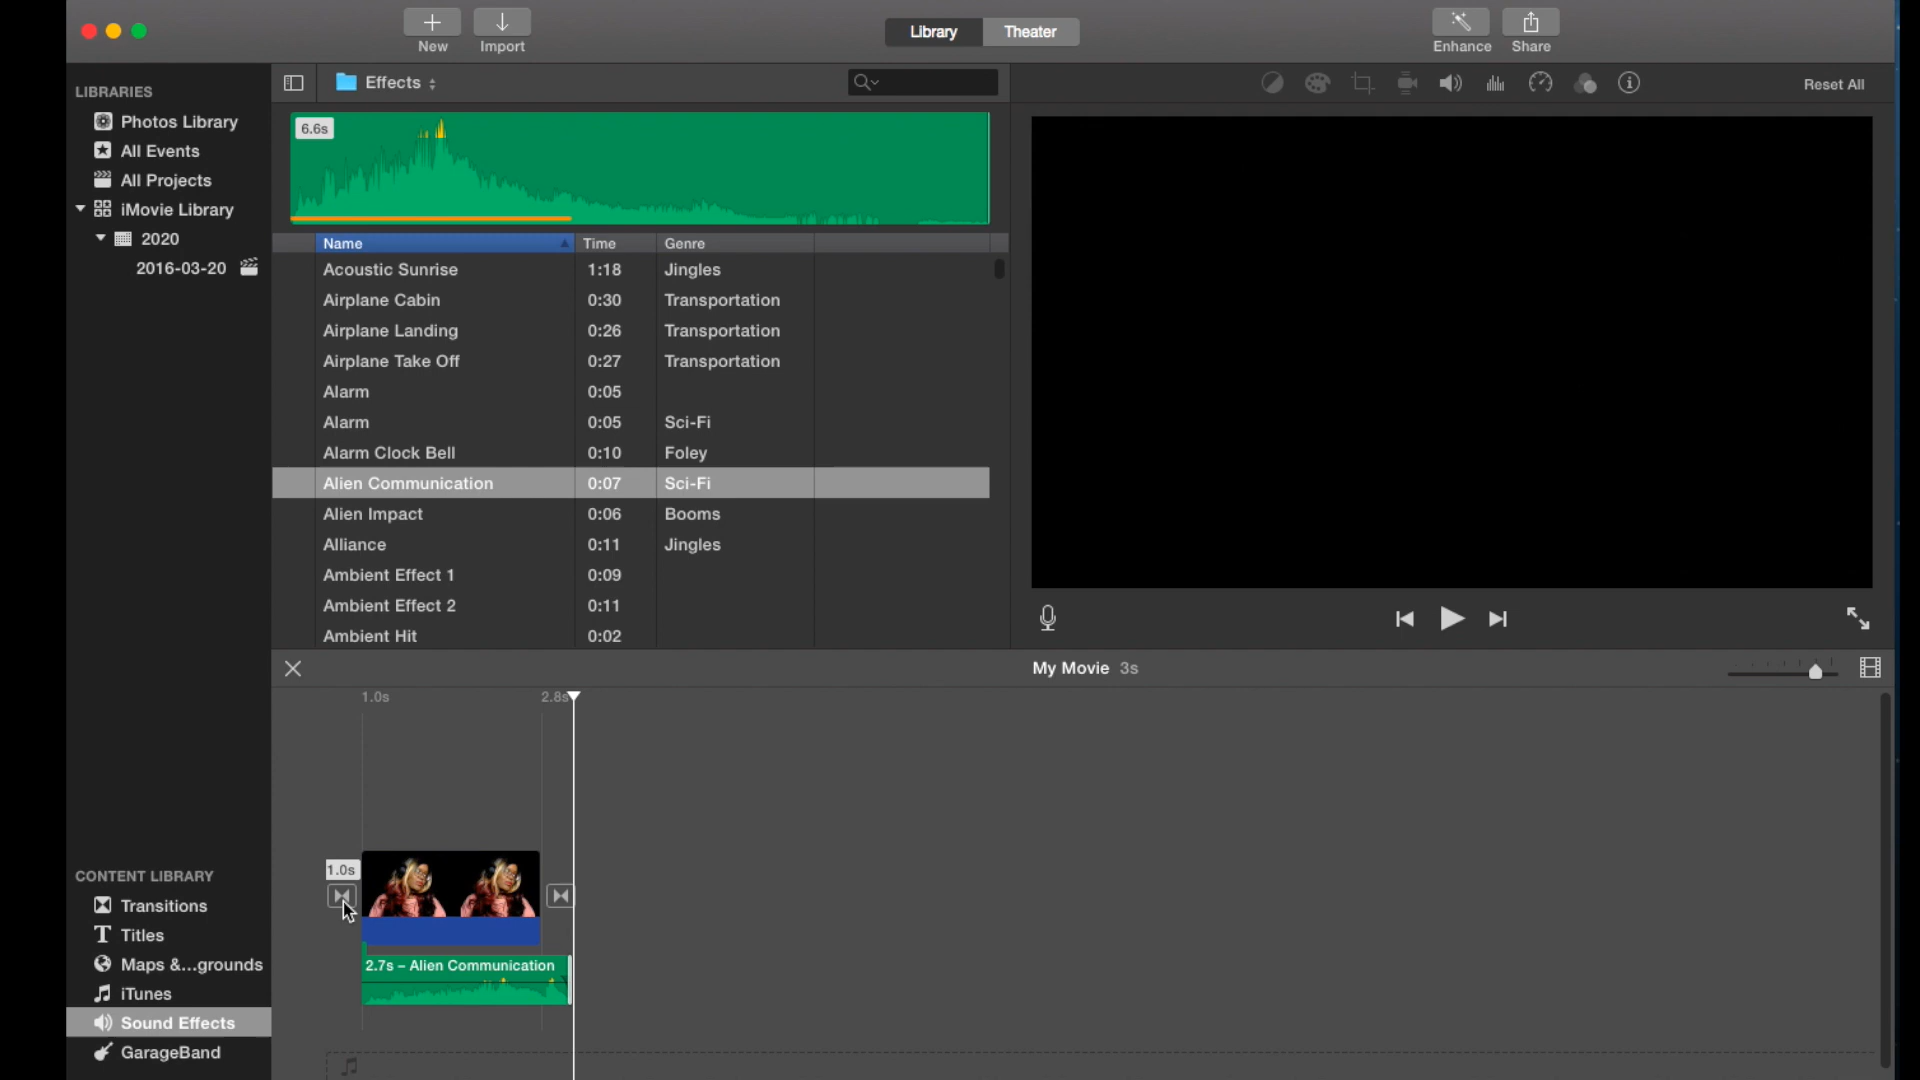 New
Import
Library
Theater
Enhance
Share
LIBRARIES
Photos Library
All Events
All Projects
iMovie Library
2020
2016-03-20
Effects
Reset All
6.6s
Name Time Genre
Acoustic Sunrise 1:18 Jingles
Airplane Cabin 0:30 Transportation
Airplane Landing 0:26 Transportation
Airplane Take Off 0:27 Transportation
Alarm 0:05
Alarm 0:05 Sci-Fi
Alarm Clock Bell 0:10 Foley
Alien Communication 0:07 Sci-Fi
Alien Impact 0:06 Booms
Alliance 0:11 Jingles
Ambient Effect 1 0:09
Ambient Effect 2 0:11
Ambient Hit 0:02
My Movie 3s
1.0s 2.8s
1.0s
2.7s – Alien Communication
CONTENT LIBRARY
Transitions
Titles
Maps &...grounds
iTunes
Sound Effects
GarageBand